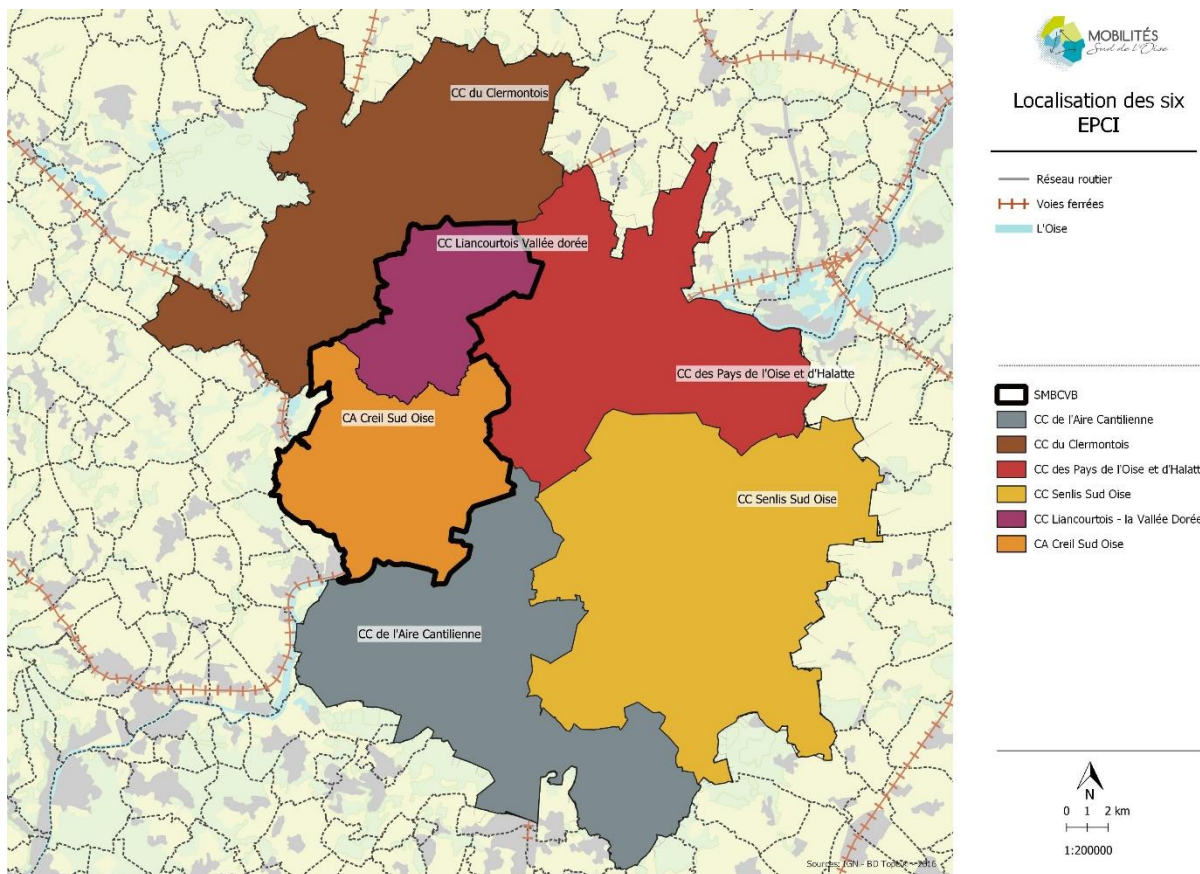 CC du Clermontois
CC Liancourtois Vallée dorée
CC des Pays de l'Oise et d'Halatte
CA Creil Sud Oise
CC Senlis Sud Oise
CC de l'Aire Cantilienne
Sources: IGN - BD Topo® - 2016
MOBILITÉS
Sud de l'Oise
Localisation des six
EPCI
Réseau routier
Voies ferrées
L'Oise
SMBCVB
CC de l'Aire Cantilienne
CC du Clermontois
CC des Pays de l'Oise et d'Halatt
CC Senlis Sud Oise
CC Liancourtois - la Vallée Dorée
CA Creil Sud Oise
N
0 1 2 km
1:200000